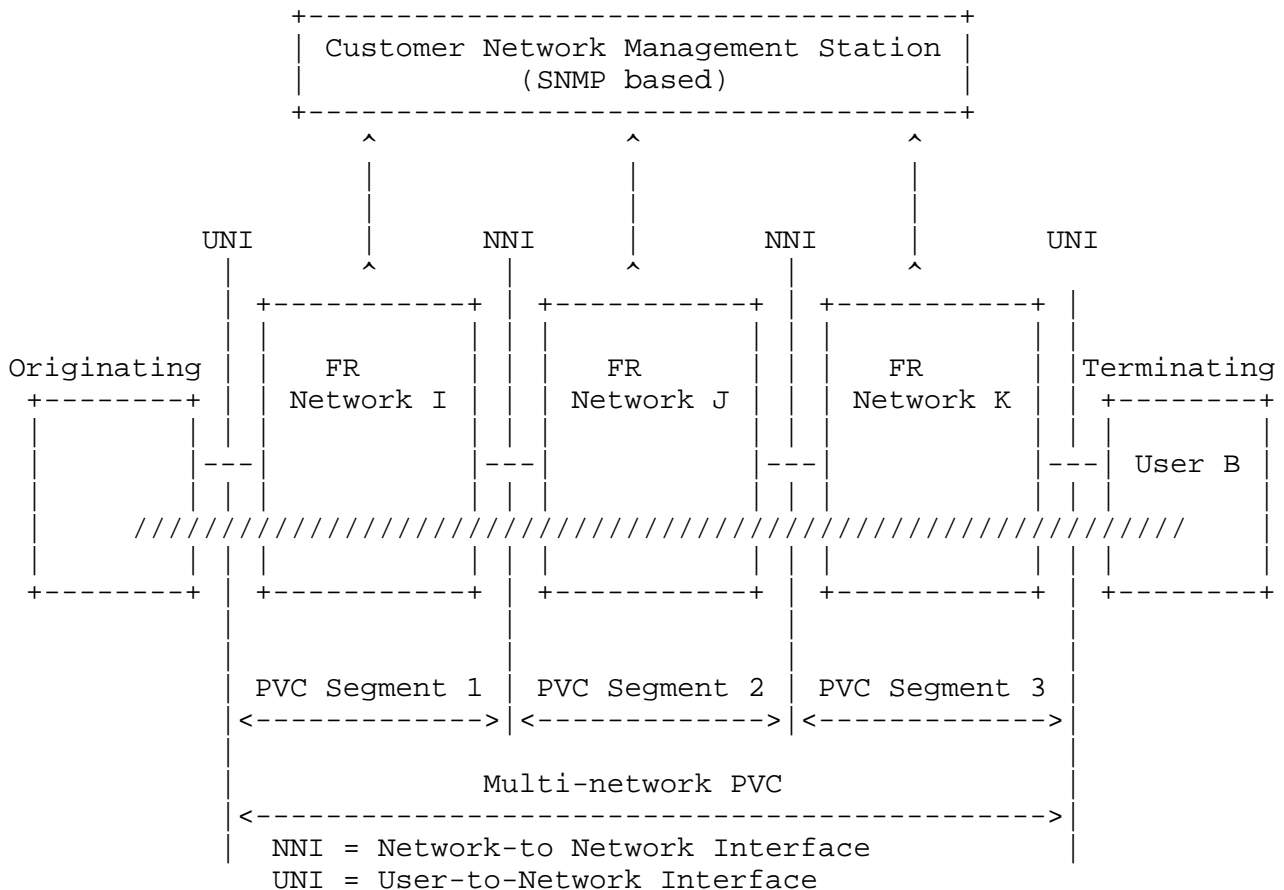 Customer Network Management Station
(SNMP based)
UNI NNI NNI UNI
Originating FR FR FR Terminating
Network I Network J Network K
User B
PVC Segment 1 PVC Segment 2 PVC Segment 3
Multi-network PVC
NNI = Network-to Network Interface
UNI = User-to-Network Interface